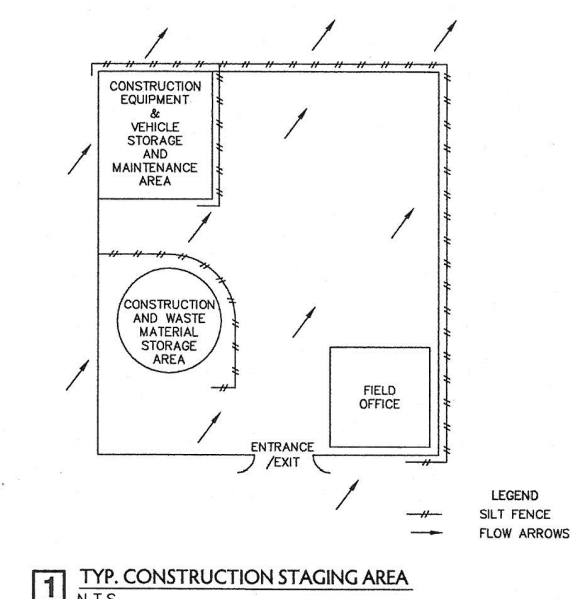 CONSTRUCTION
EQUIPMENT
&
VEHICLE
STORAGE
AND
MAINTENANCE
AREA
CONSTRUCTION
AND WASTE
MATERIAL
STORAGE
AREA
FIELD
OFFICE
ENTRANCE
/EXIT
LEGEND
SILT FENCE
FLOW ARROWS
1 TYP. CONSTRUCTION STAGING AREA
N.T.S.